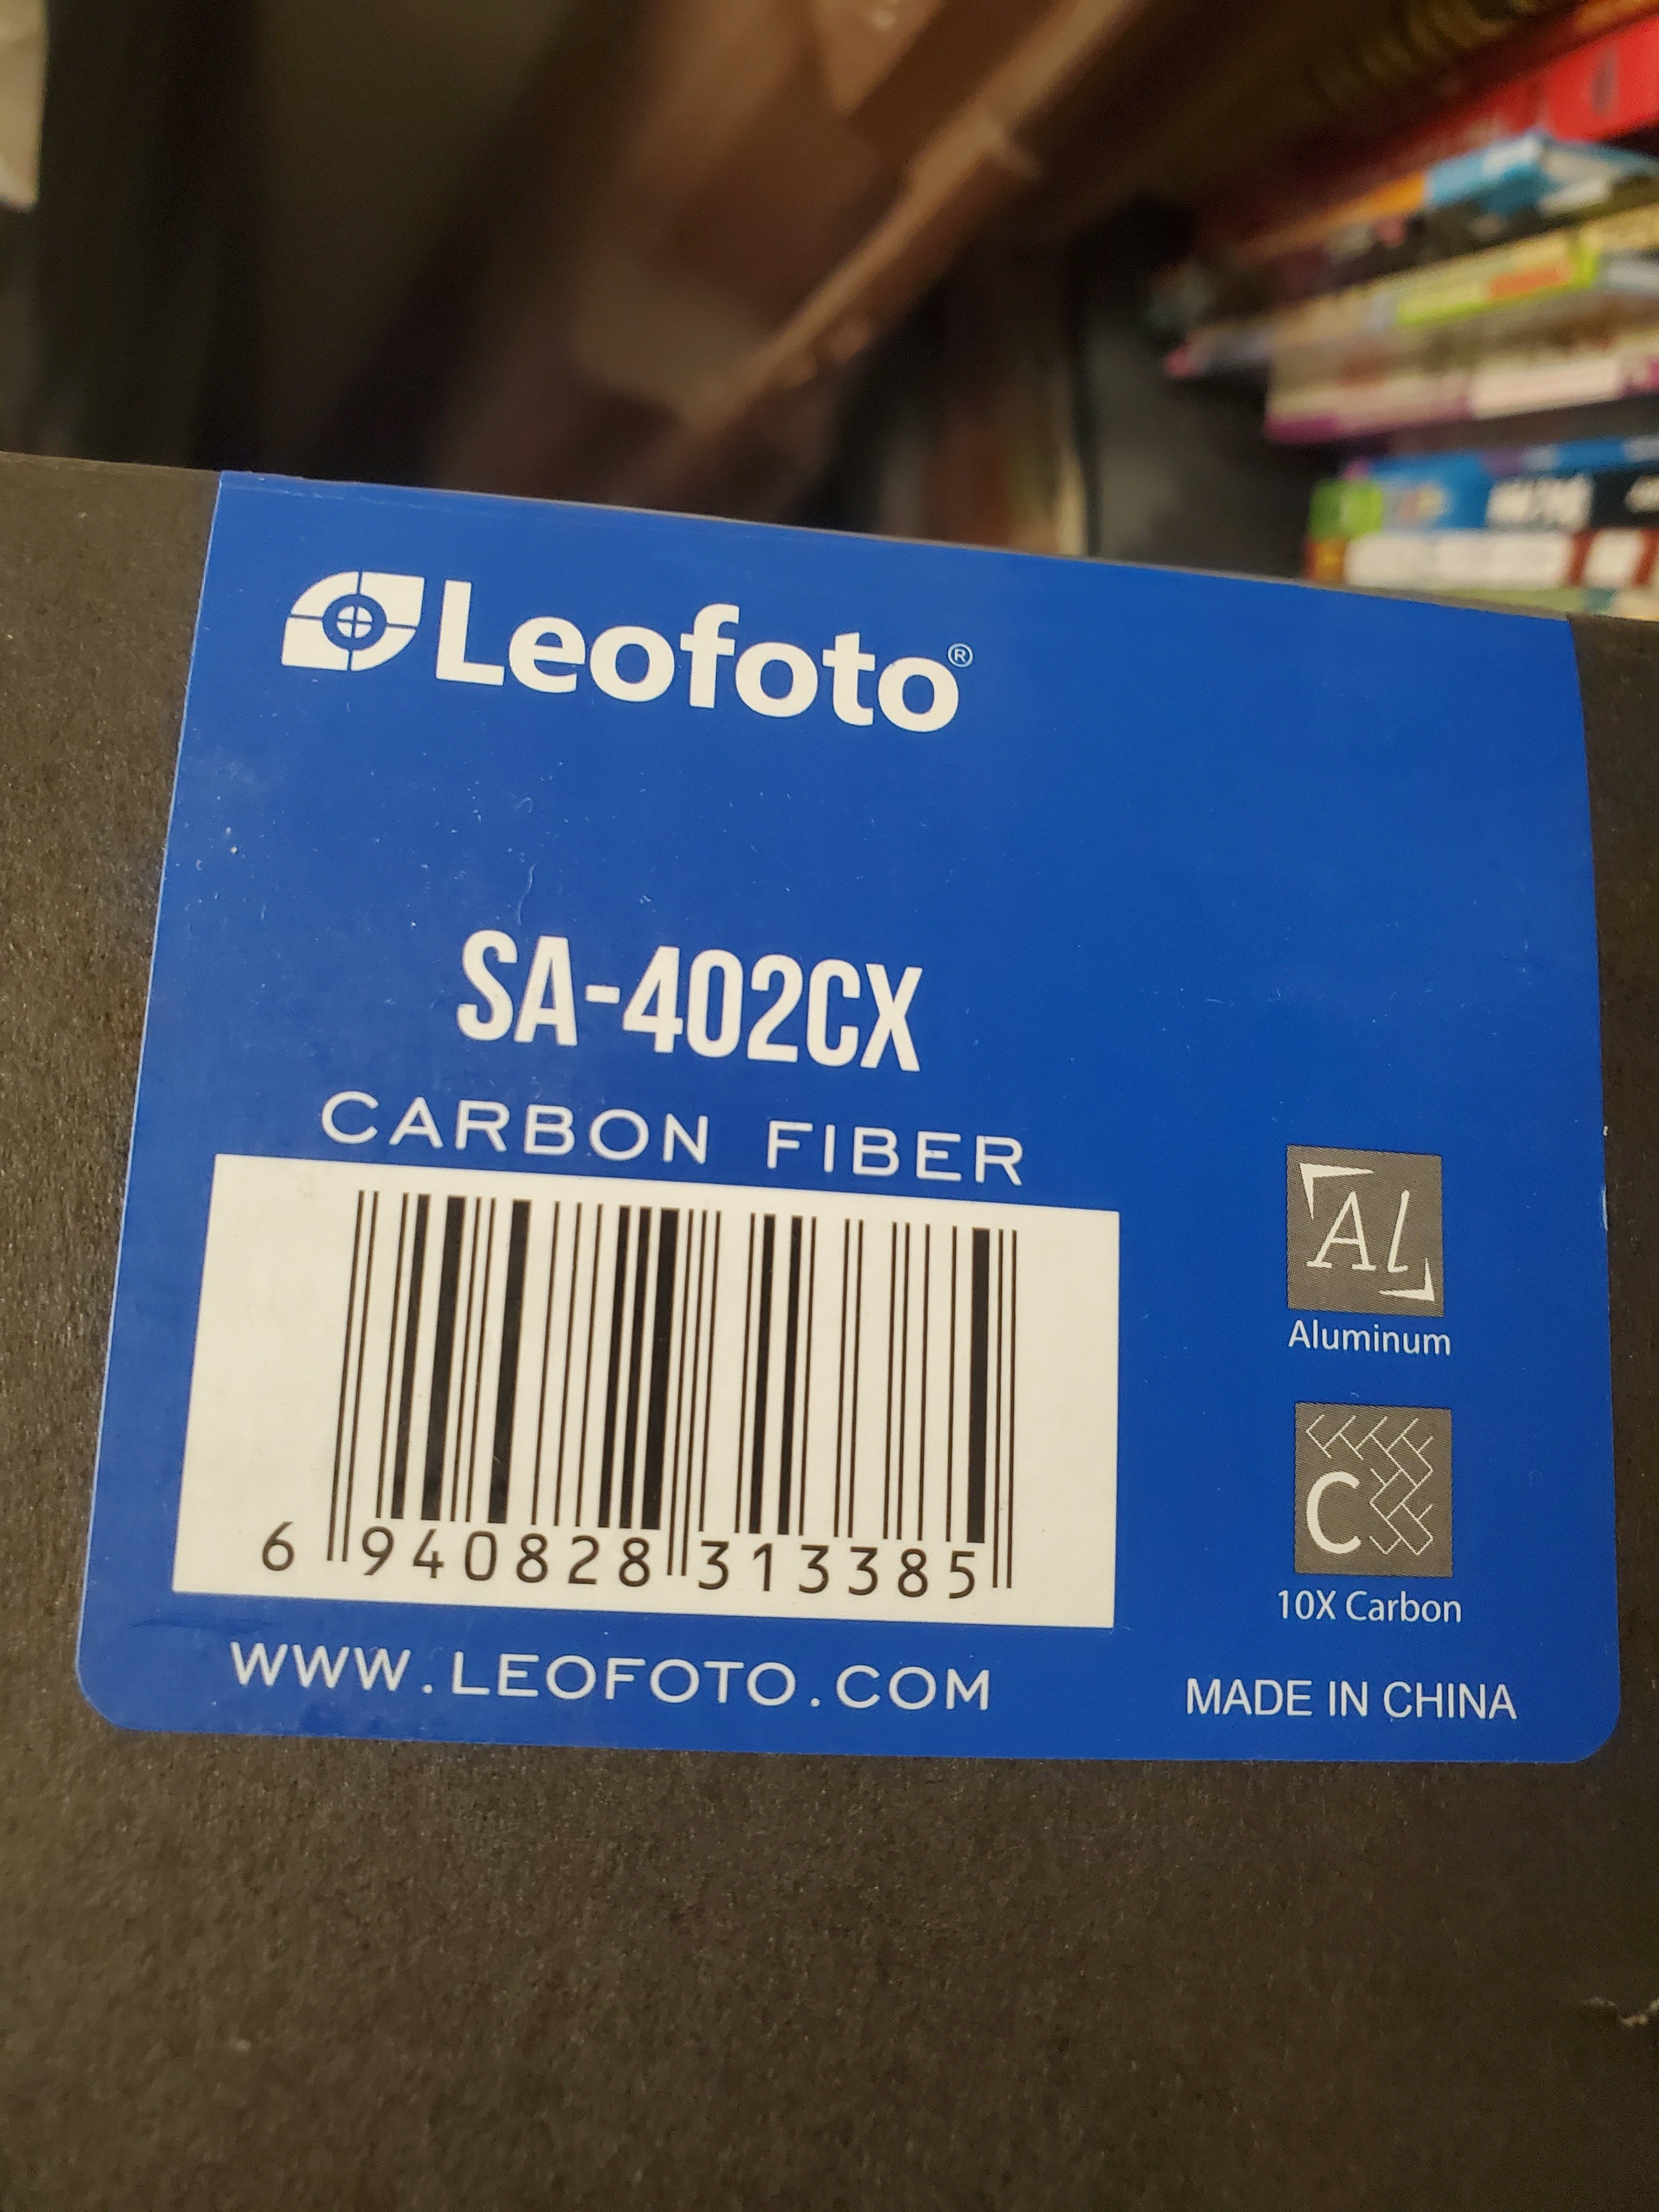 Leofoto®
SA-402CX
CARBON FIBER
6 940828 313385
WWW.LEOFOTO.COM
Al
Aluminum
C
10X Carbon
MADE IN CHINA